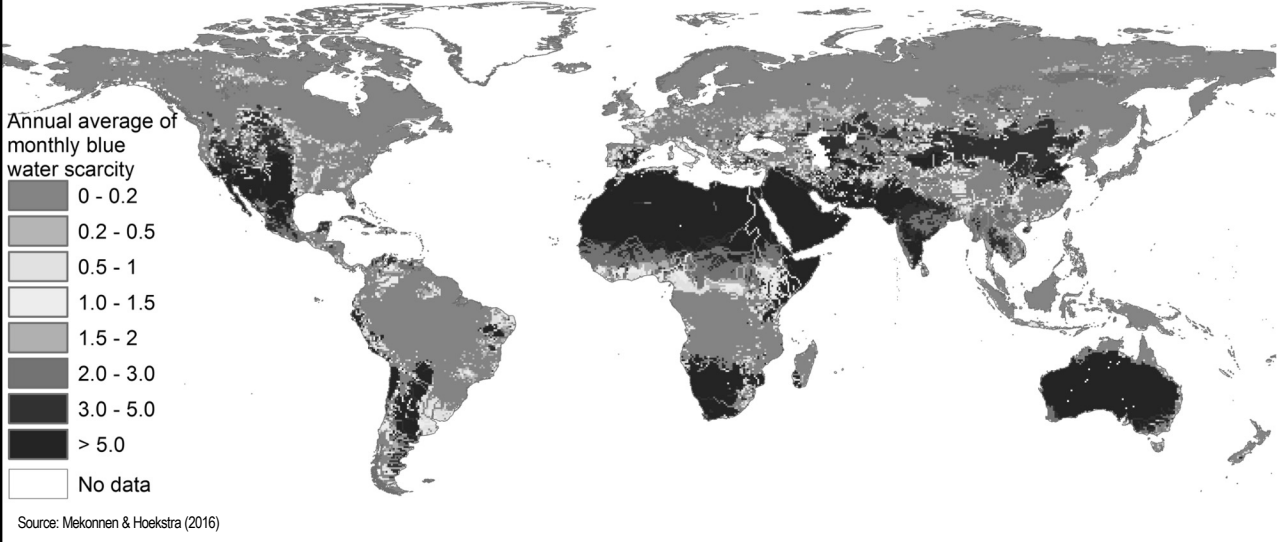 Annual average of
monthly blue
water scarcity
0 - 0.2
0.2 - 0.5
0.5 - 1
1.0 - 1.5
1.5 - 2
2.0 - 3.0
3.0 - 5.0
> 5.0
No data
Source: Mekonnen & Hoekstra (2016)